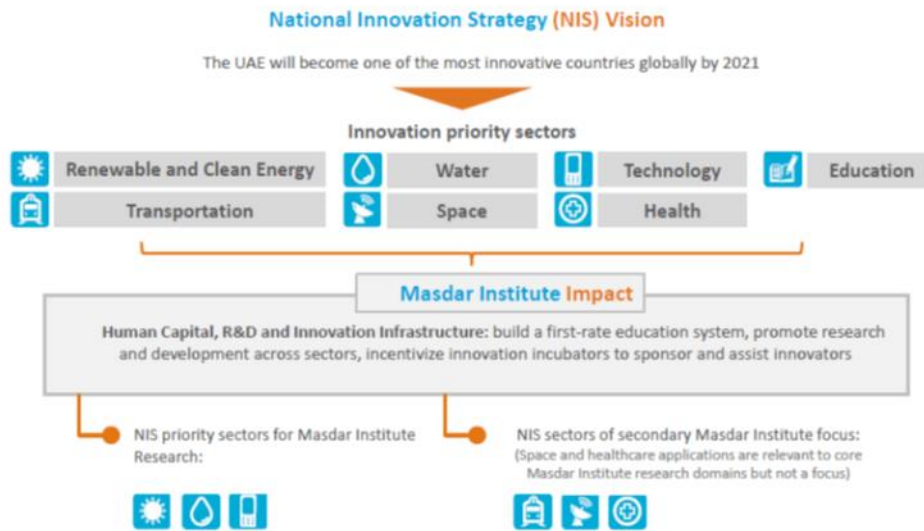 National Innovation Strategy (NIS) Vision
The UAE will become one of the most innovative countries globally by 2021
Innovation priority sectors
Renewable and Clean Energy
Water
Technology
Education
Transportation
Space
Health
Masdar Institute Impact
Human Capital, R&D and Innovation Infrastructure: build a first-rate education system, promote research
and development across sectors, incentivize innovation incubators to sponsor and assist innovators
NIS priority sectors for Masdar Institute
Research:
NIS sectors of secondary Masdar Institute focus:
(Space and healthcare applications are relevant to core
Masdar Institute research domains but not a focus)